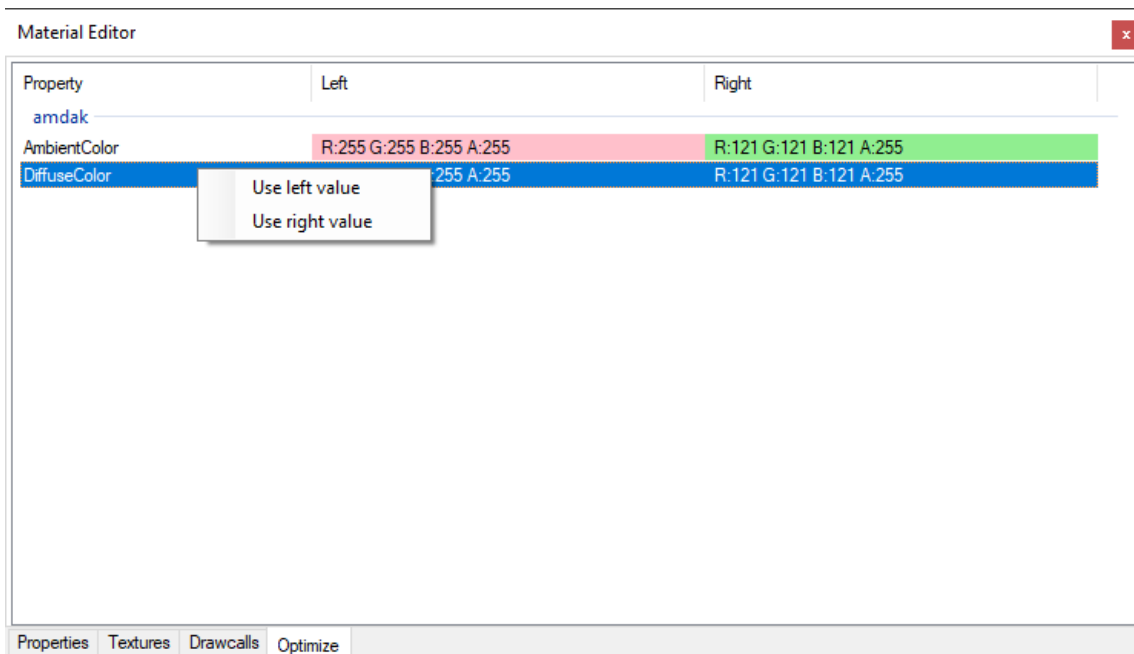 Material Editor
x
Property Left Right
amdak
AmbientColor R:255 G:255 B:255 A:255 R:121 G:121 B:121 A:255
DiffuseColor :255 A:255 R:121 G:121 B:121 A:255
Use left value
Use right value
Properties Textures Drawcalls Optimize